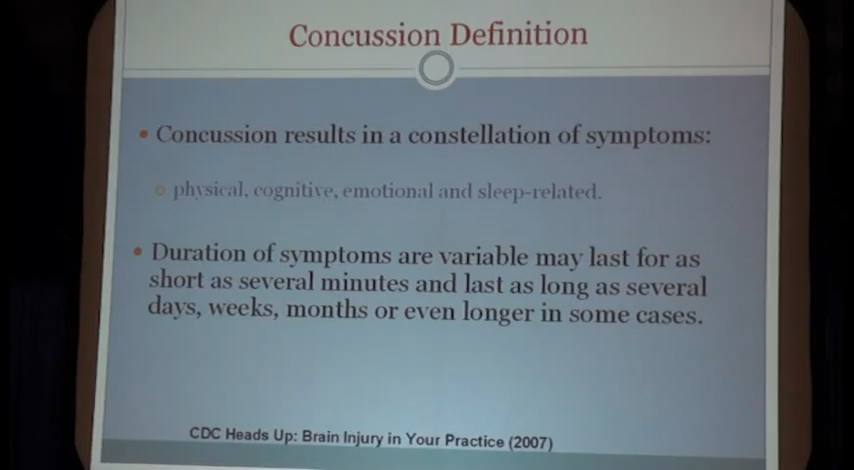 Concussion Definition
• Concussion results in a constellation of symptoms:
○ physical, cognitive, emotional and sleep-related.
• Duration of symptoms are variable may last for as
short as several minutes and last as long as several
days, weeks, months or even longer in some cases.
CDC Heads Up: Brain Injury in Your Practice (2007)